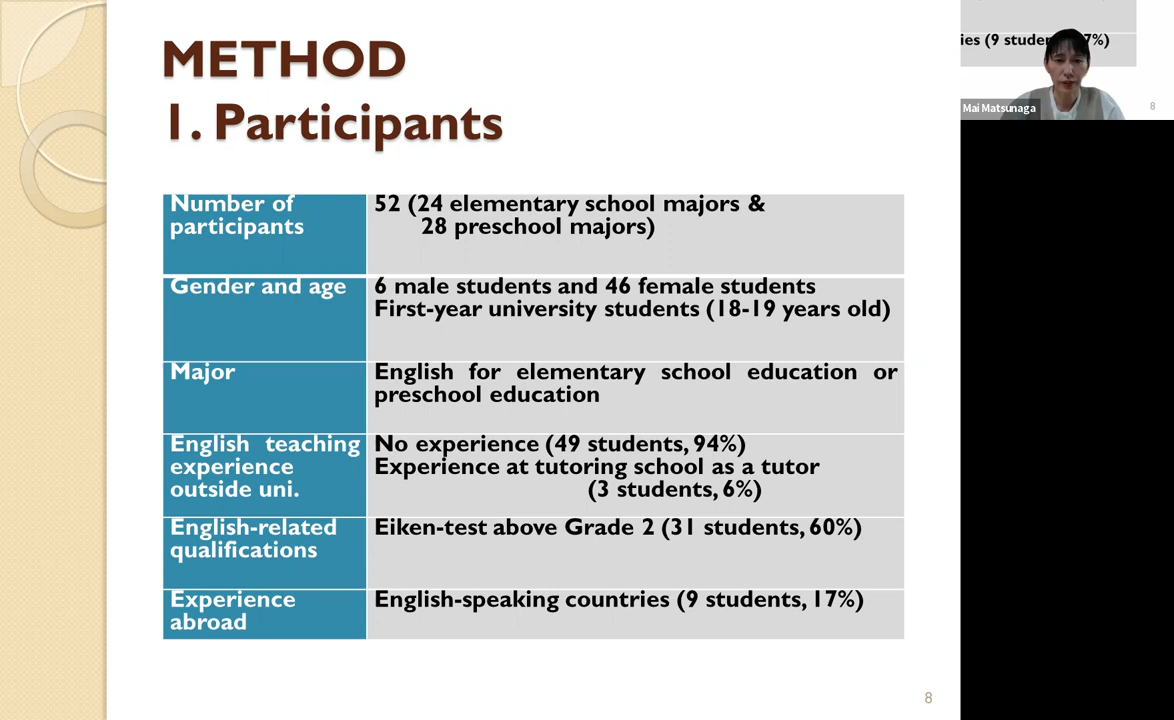 METHOD
1. Participants
Number of
participants
52 (24 elementary school majors &
28 preschool majors)
Gender and age
6 male students and 46 female students
First-year university students (18-19 years old)
Major
English for elementary school education or
preschool education
English teaching
experience
outside uni.
No experience (49 students, 94%)
Experience at tutoring school as a tutor
(3 students, 6%)
English-related
qualifications
Eiken-test above Grade 2 (31 students, 60%)
Experience
abroad
English-speaking countries (9 students, 17%)
8
ies (9 studen 7%)
Mai Matsunaga
8